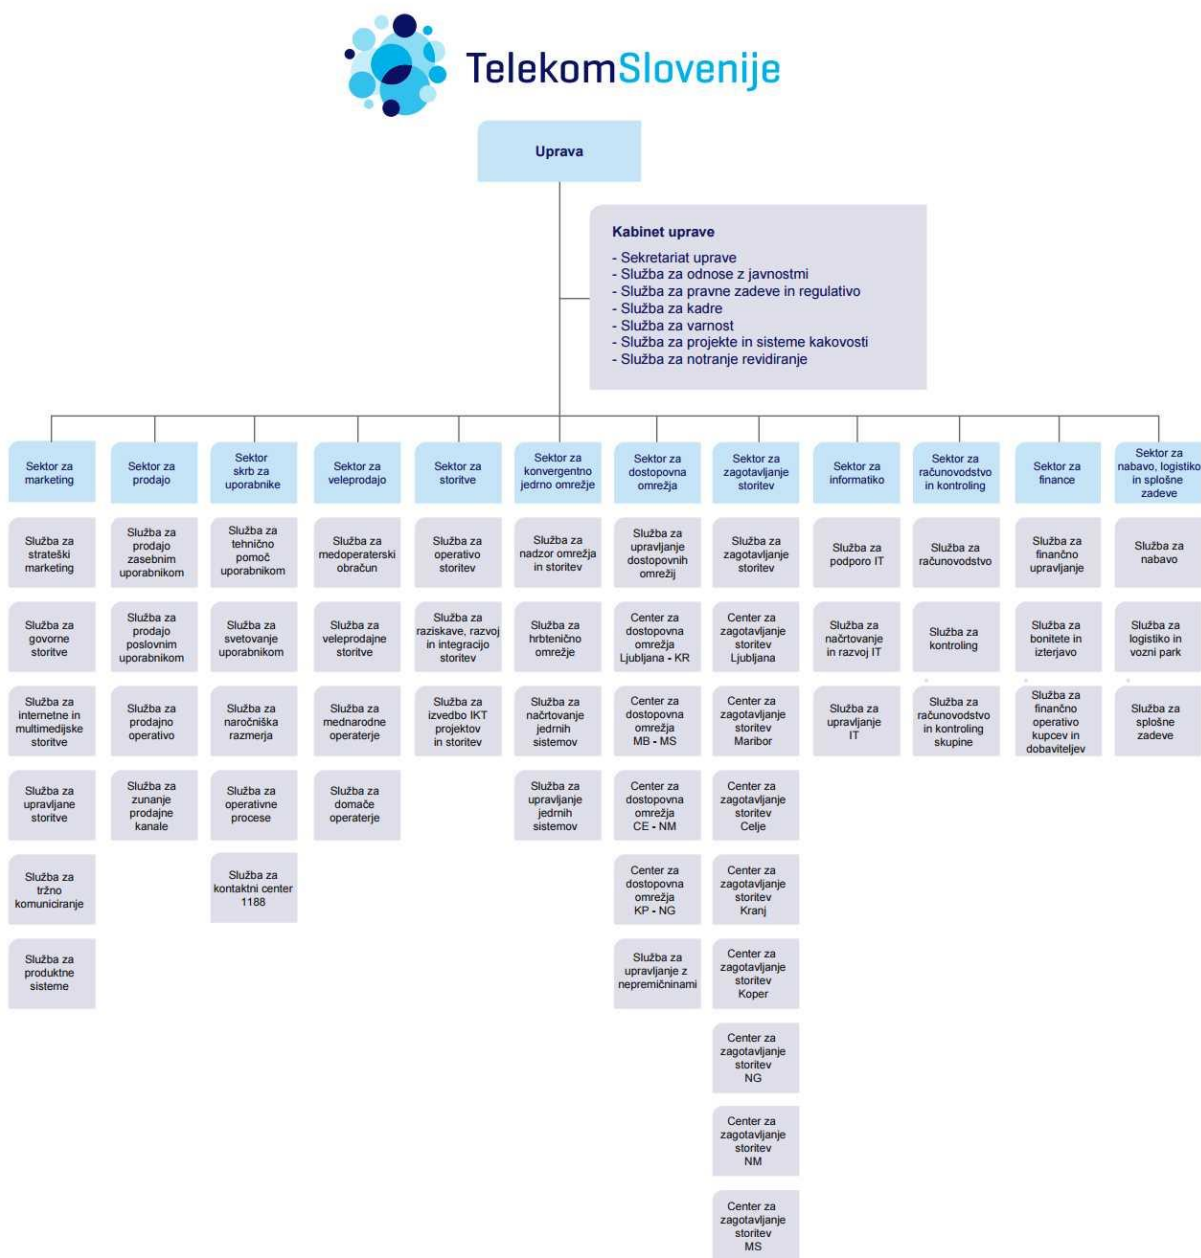 TelekomSlovenije
Uprava
Kabinet uprave
- Sekretariat uprave
- Služba za odnose z javnostmi
- Služba za pravne zadeve in regulativo
- Služba za kadre
- Služba za varnost
- Služba za projekte in sisteme kakovosti
- Služba za notranje revidiranje
Sektor za
marketing
Služba za
strateški
marketing
Služba za
govorne
storitve
Služba za
internetne in
multimedijske
storitve
Služba za
upravljane
storitve
Služba za
tržno
komuniciranje
Služba za
produktne
sisteme
Sektor za
prodajo
Služba za
prodajo
zasebnim
uporabnikom
Služba za
prodajo
poslovnim
uporabnikom
Služba za
prodajno
operativo
Služba za
zunanje
prodajne
kanale
Sektor
skrb za
uporabnike
Služba za
tehnično
pomoč
uporabnikom
Služba za
svetovanje
uporabnikom
Služba za
naročniška
razmerja
Služba za
operativne
procese
Služba za
kontaktni center
1188
Sektor za
veleprodajo
Služba za
medoperaterski
obračun
Služba za
veleprodajne
storitve
Služba za
mednarodne
operaterje
Služba za
domače
operaterje
Sektor za
storitve
Služba za
operativo
storitev
Služba za
raziskave, razvoj
in integracijo
storitev
Služba za
izvedbo IKT
projektov
in storitev
Sektor za
konvergentno
jedrno omrežje
Služba za
nadzor omrežja
in storitev
Služba za
hrbtenično
omrežje
Služba za
načrtovanje
jedrnih
sistemov
Služba za
upravljanje
jedrnih
sistemov
Sektor za
dostopovna
omrežja
Služba za
upravljanje
dostopovnih
omrežij
Center za
dostopovna
omrežja
Ljubljana - KR
Center za
dostopovna
omrežja
MB - MS
Center za
dostopovna
omrežja
CE - NM
Center za
dostopovna
omrežja
KP - NG
Služba za
upravljanje z
nepremičninami
Sektor za
zagotavljanje
storitev
Služba za
zagotavljanje
storitev
Center za
zagotavljanje
storitev
Ljubljana
Center za
zagotavljanje
storitev
Maribor
Center za
zagotavljanje
storitev
Celje
Center za
zagotavljanje
storitev
Kranj
Center za
zagotavljanje
storitev
Koper
Center za
zagotavljanje
storitev
NG
Center za
zagotavljanje
storitev
NM
Center za
zagotavljanje
storitev
MS
Sektor za
informatiko
Služba za
podporo IT
Služba za
načrtovanje
in razvoj IT
Služba za
upravljanje
IT
Sektor za
računovodstvo
in kontroling
Služba za
računovodstvo
Služba za
kontroling
Služba za
računovodstvo
in kontroling
skupine
Sektor za
finance
Služba za
finančno
upravljanje
Služba za
bonitete in
izterjavo
Služba za
finančno
operativo
kupcev in
dobaviteljev
Sektor za
nabavo, logistiko
in splošne
zadeve
Služba za
nabavo
Služba za
logistiko in
vozni park
Služba za
splošne
zadeve